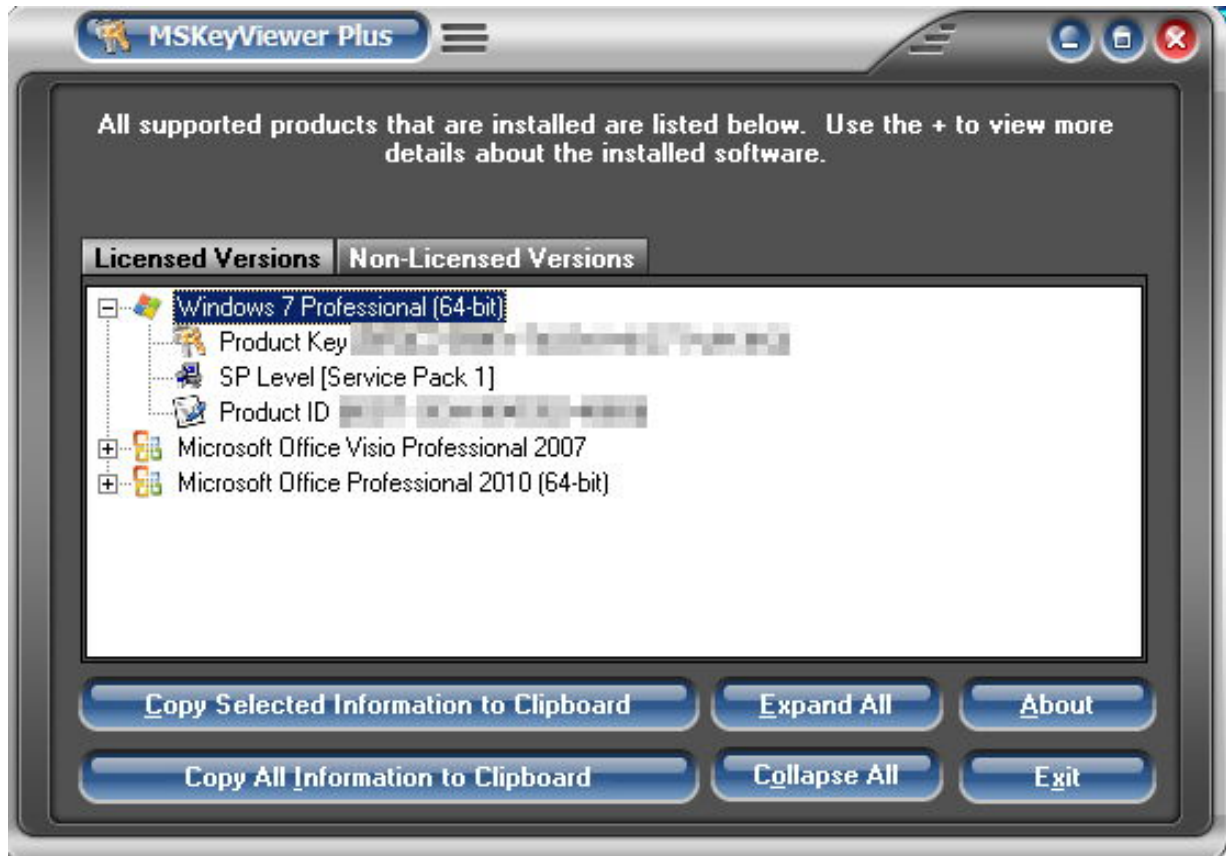 MSKeyViewer Plus
All supported products that are installed are listed below. Use the + to view more
details about the installed software.
Licensed Versions Non-Licensed Versions
Windows 7 Professional (64-bit)
Product Key
SP Level [Service Pack 1]
Product ID
Microsoft Office Visio Professional 2007
Microsoft Office Professional 2010 (64-bit)
Copy Selected Information to Clipboard Expand All About
Copy All Information to Clipboard Collapse All Exit